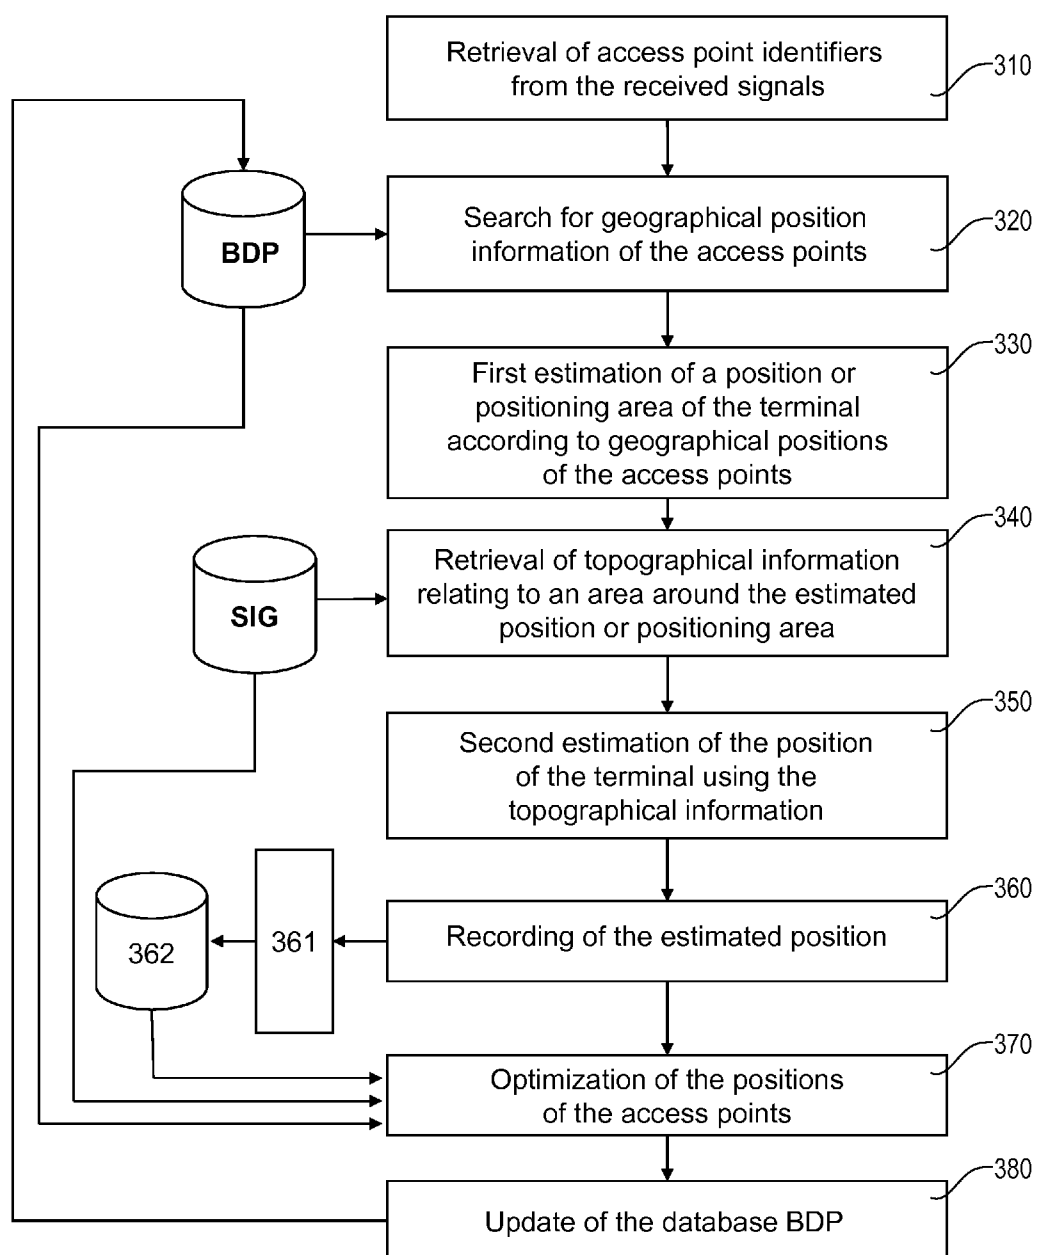 Retrieval of access point identifiers
from the received signals
310
BDP
Search for geographical position
information of the access points
320
First estimation of a position or
positioning area of the terminal
according to geographical positions
of the access points
330
SIG
Retrieval of topographical information
relating to an area around the estimated
position or positioning area
340
Second estimation of the position
of the terminal using the
topographical information
350
362
361
Recording of the estimated position
360
Optimization of the positions
of the access points
370
Update of the database BDP
380